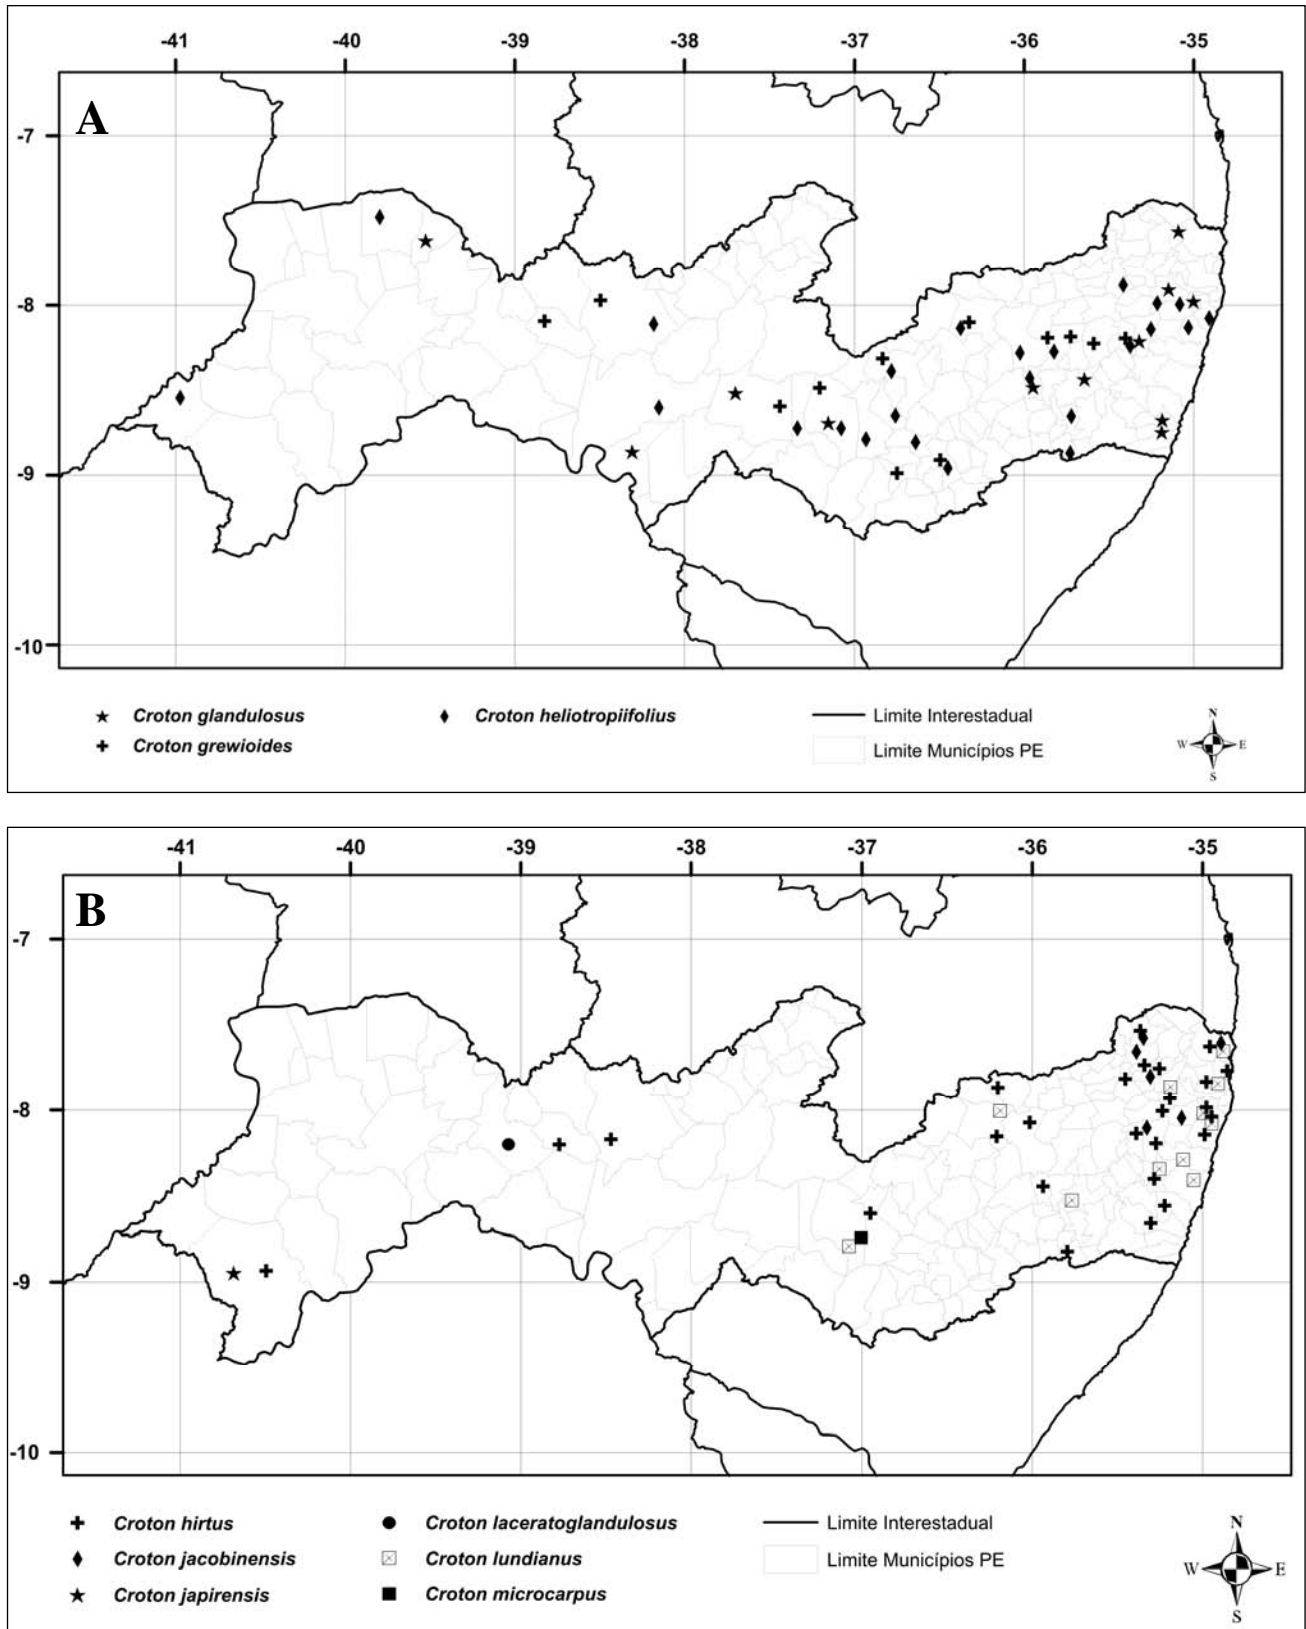 -41 -40 -39 -38 -37 -36 -35
A
-7
-8
-9
-10
Croton glandulosus Croton heliotropiifolius Limite Interestadual
Croton grewioides Limite Municípios PE
N
W E
S
-41 -40 -39 -38 -37 -36 -35
B
-7
-8
-9
-10
Croton hirtus Croton laceratoglandulosus Limite Interestadual
Croton jacobinensis Croton lundianus Limite Municípios PE
Croton japirensis Croton microcarpus
N
W E
S